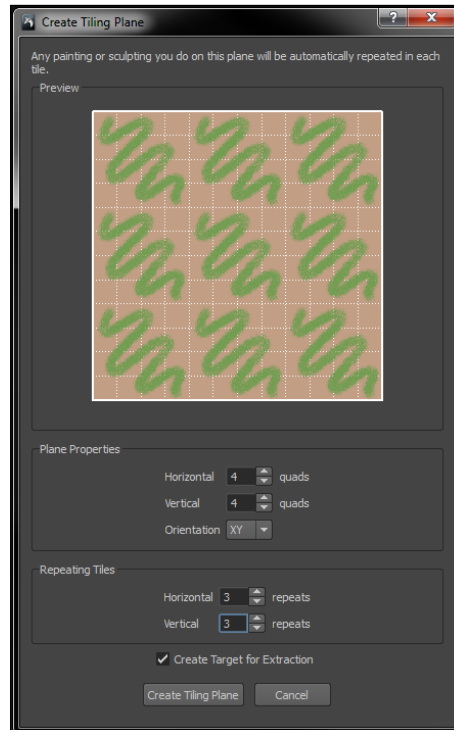 Create Tiling Plane
Any painting or sculpting you do on this plane will be automatically repeated in each
tile.
Preview
Plane Properties
Horizontal 4 quads
Vertical 4 quads
Orientation XY
Repeating Tiles
Horizontal 3 repeats
Vertical 3 repeats
Create Target for Extraction
Create Tiling Plane Cancel